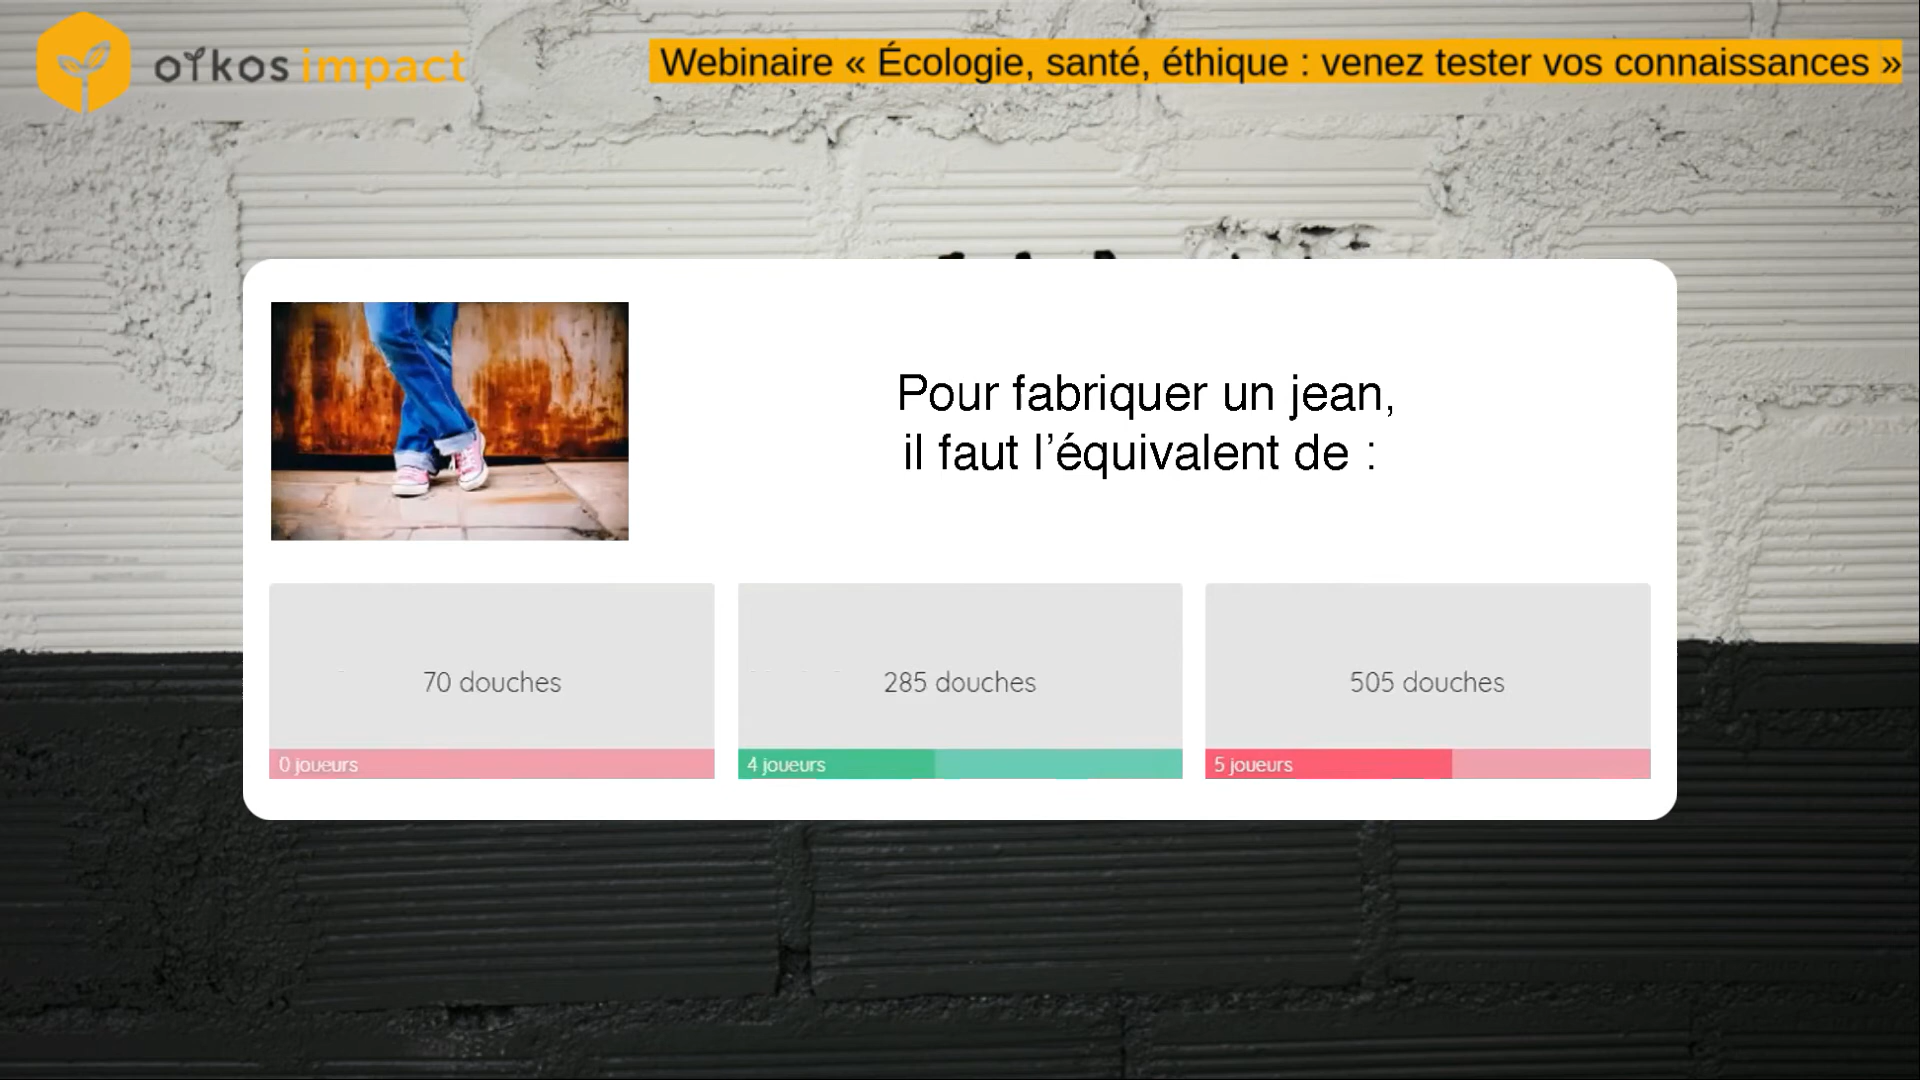 oikos impact
Webinaire « Écologie, santé, éthique : venez tester vos connaissances »
Pour fabriquer un jean,
il faut l’équivalent de :
70 douches
285 douches
505 douches
0 joueurs
4 joueurs
5 joueurs